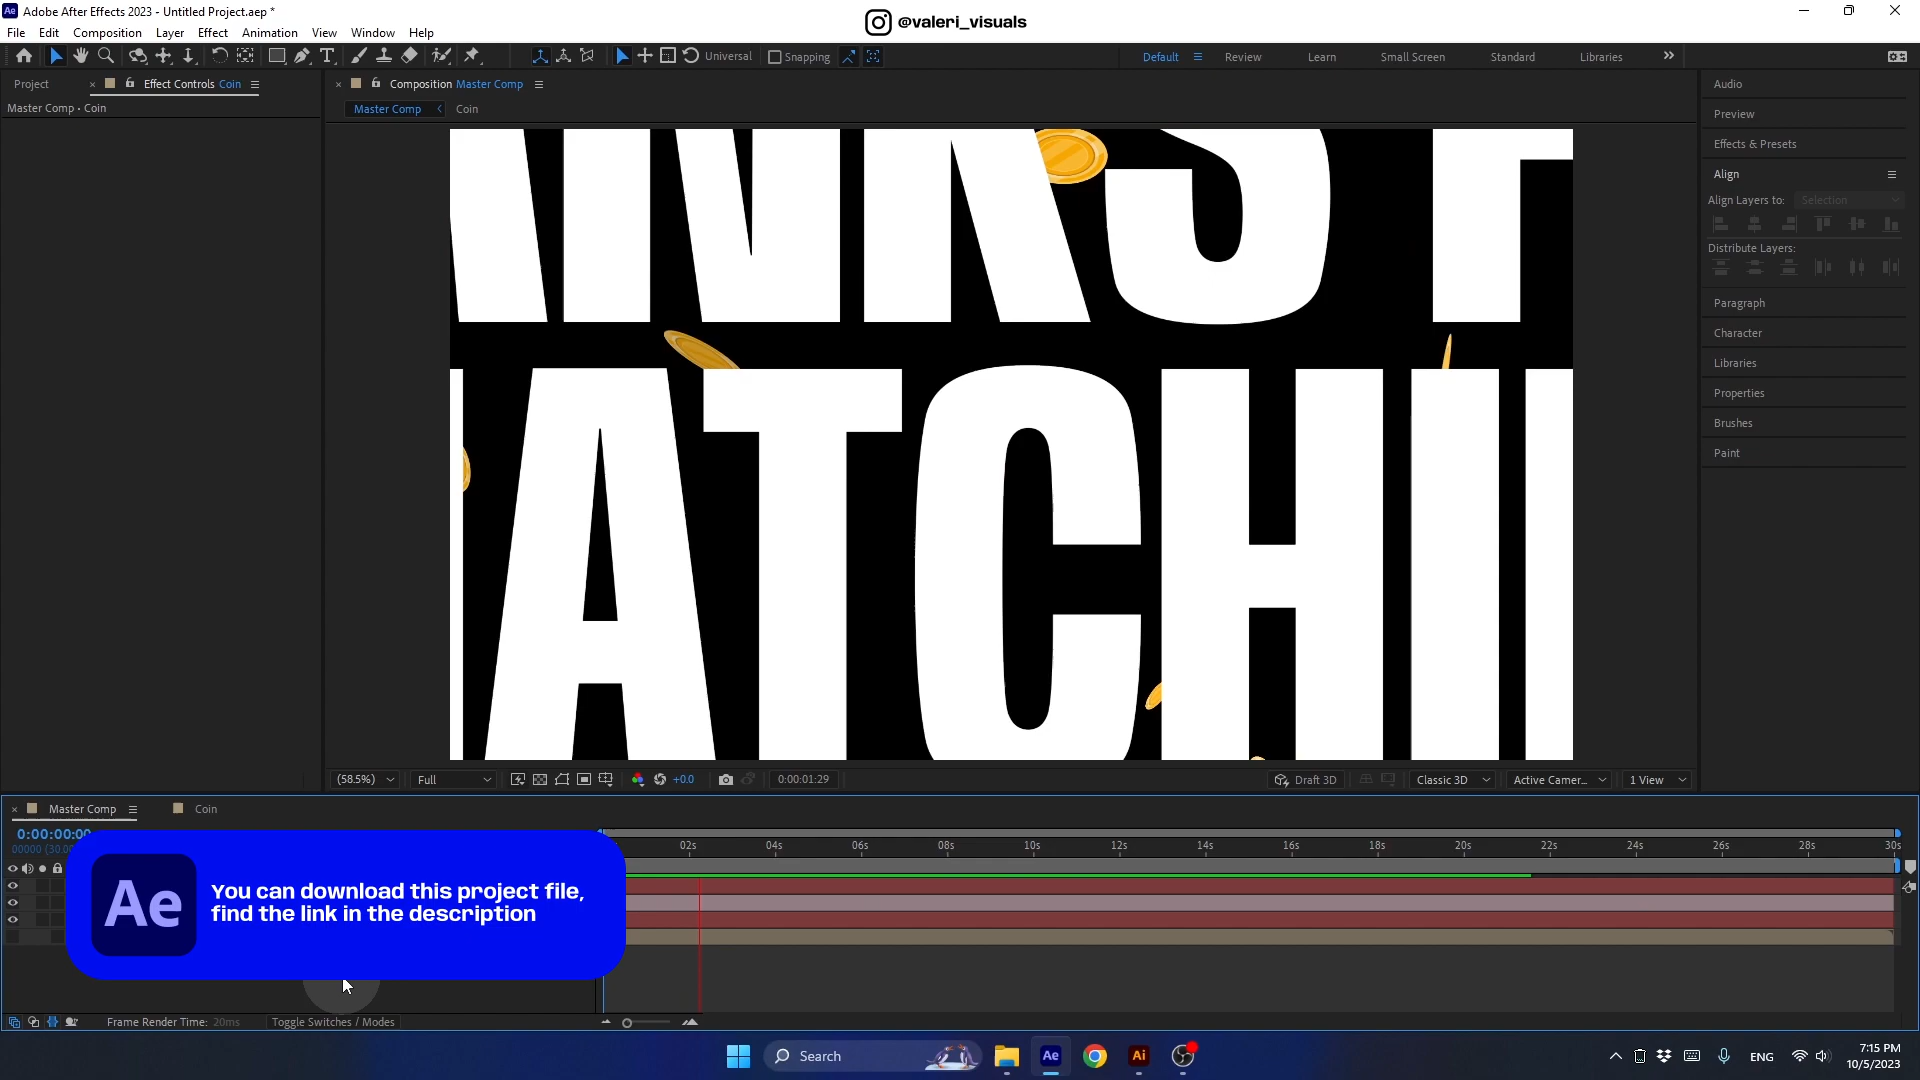 Ae Adobe After Effects 2023 - Untitled Project.aep *
@valeri_visuals
File Edit Composition Layer Effect Animation View Window Help
Universal Snapping Default Review Learn Small Screen Standard Libraries
Project Effect Controls Coin Composition Master Comp Audio
Master Comp • Coin Master Comp Coin
Preview
Effects & Presets
Align
Align Layers to: Selection
Distribute Layers:
Paragraph
Character
Libraries
Properties
Brushes
Paint
ATCHI
(58.5%) Full +0.0 0:00:01:29 Draft 3D Classic 3D Active Camer... 1 View
Master Comp Coin
0:00:00:00
02s 04s 06s 08s 10s 12s 14s 16s 18s 20s 22s 24s 26s 28s 30s
Ae You can download this project file,
find the link in the description
Frame Render Time: 20ms Toggle Switches / Modes
Search Ae Ai ENG 7:15 PM
10/5/2023